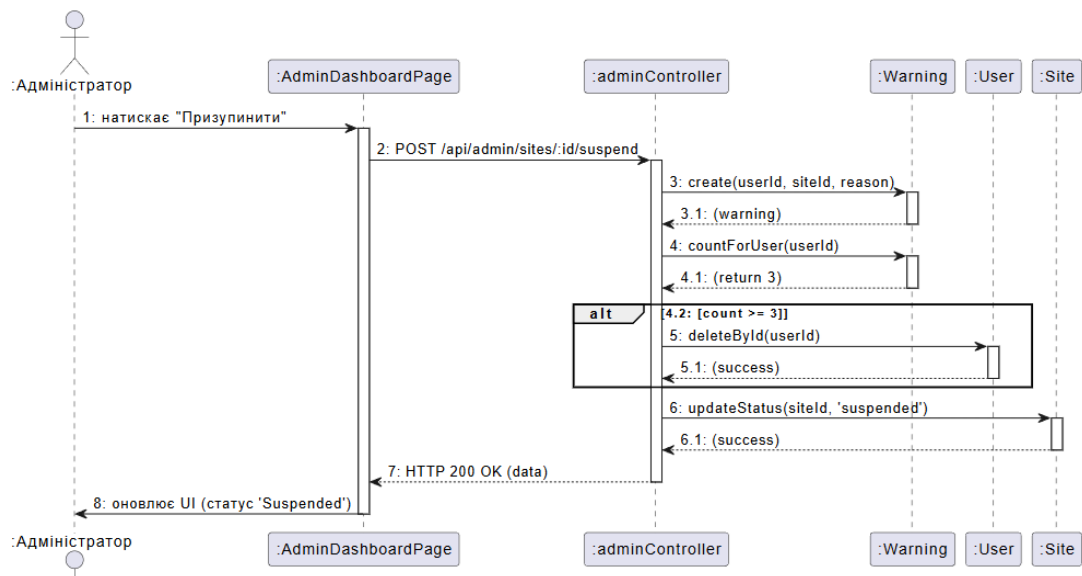 :Адміністратор
:AdminDashboardPage
:adminController
:Warning
:User
:Site
1: натискає "Призупинити"
2: POST /api/admin/sites/:id/suspend
3: create(userId, siteId, reason)
3.1: (warning)
4: countForUser(userId)
4.1: (return 3)
alt
[4.2: [count >= 3]]
5: deleteById(userId)
5.1: (success)
6: updateStatus(siteId, 'suspended')
6.1: (success)
7: HTTP 200 OK (data)
8: оновлює UI (статус 'Suspended')
:Адміністратор
:AdminDashboardPage
:adminController
:Warning
:User
:Site